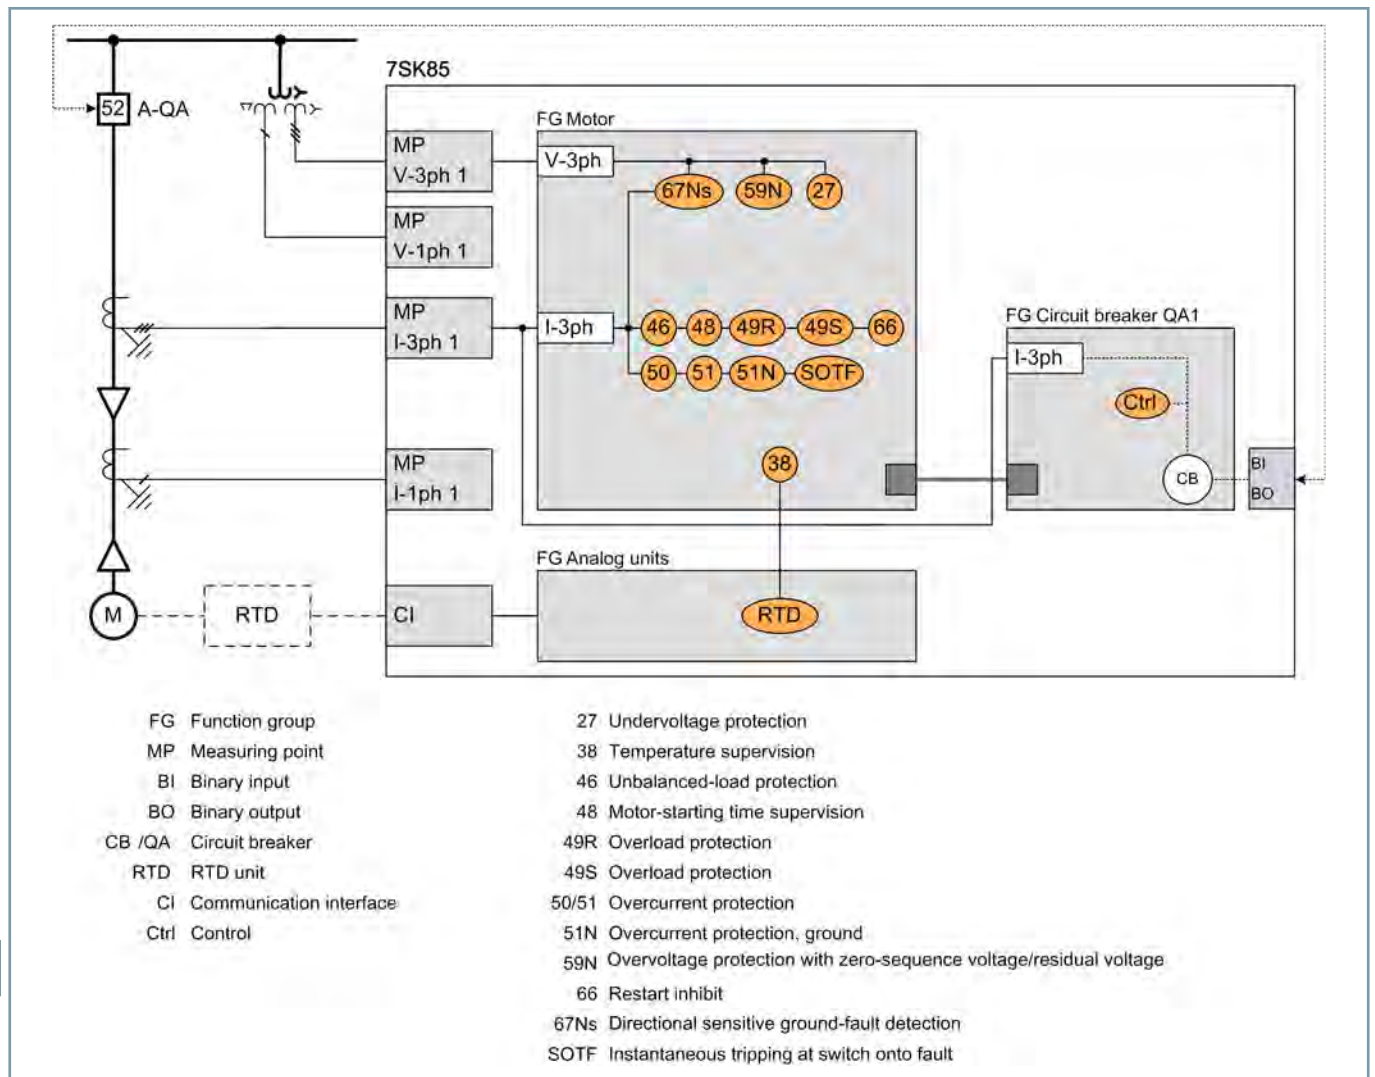 7SK85
52 A-QA
FG Motor
MP
V-3ph 1
V-3ph
67Ns 59N 27
MP
V-1ph 1
MP
I-3ph 1
I-3ph
46 48 49R 49S 66
50 51 51N SOTF
FG Circuit breaker QA1
I-3ph
Ctrl
CB
BI
BO
MP
I-1ph 1
38
FG Analog units
M
RTD
CI
RTD
FG Function group
MP Measuring point
BI Binary input
BO Binary output
CB /QA Circuit breaker
RTD RTD unit
CI Communication interface
Ctrl Control
27 Undervoltage protection
38 Temperature supervision
46 Unbalanced-load protection
48 Motor-starting time supervision
49R Overload protection
49S Overload protection
50/51 Overcurrent protection
51N Overcurrent protection, ground
59N Overvoltage protection with zero-sequence voltage/residual voltage
66 Restart inhibit
67Ns Directional sensitive ground-fault detection
SOTF Instantaneous tripping at switch onto fault